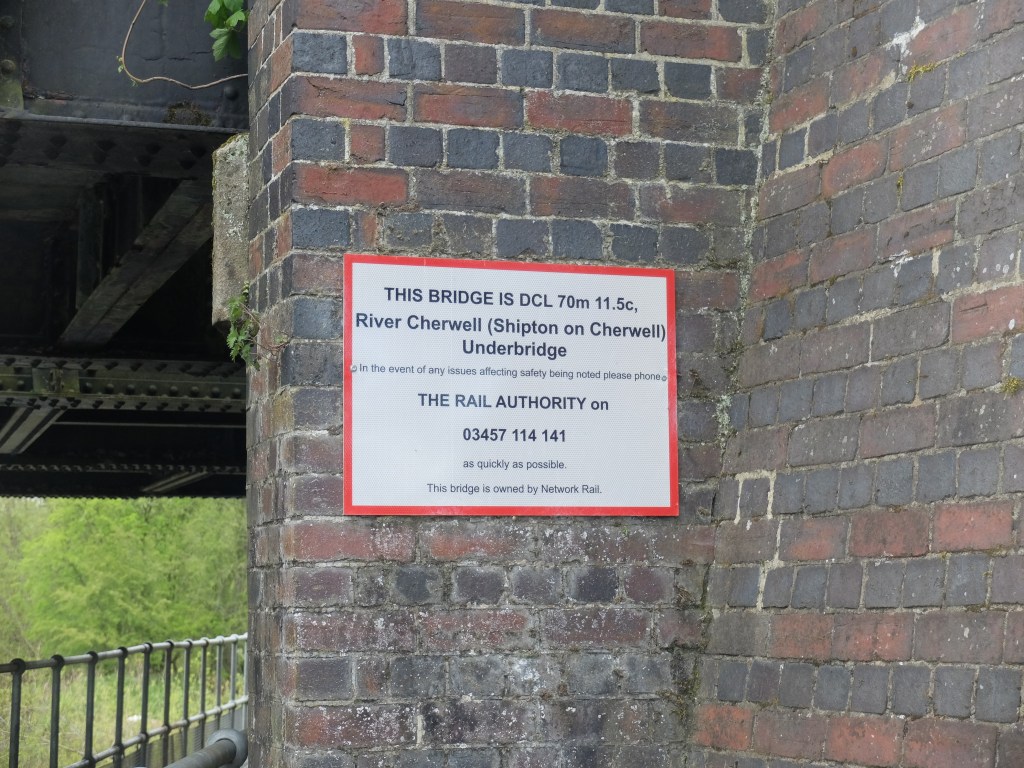 THIS BRIDGE IS DCL 70m 11.5c,
River Cherwell (Shipton on Cherwell)
Underbridge
In the event of any issues affecting safety being noted please phone
THE RAIL AUTHORITY on
03457 114 141
as quickly as possible.
This bridge is owned by Network Rail.